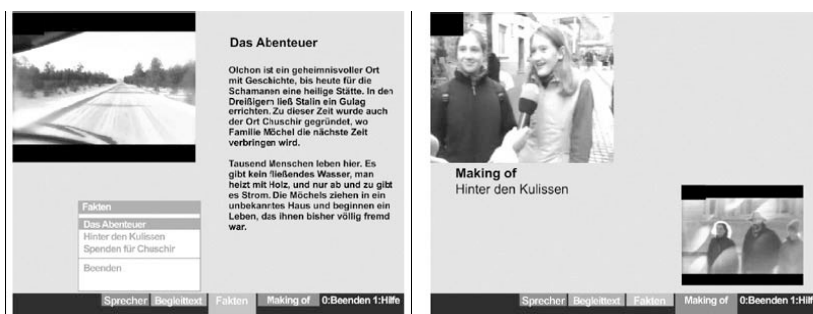 Das Abenteuer
Olchon ist ein geheimnisvoller Ort
mit Geschichte, bis heute für die
Schamanen eine heilige Stätte. In den
Dreißigern ließ Stalin ein Gulag
errichten. Zu dieser Zeit wurde auch
der Ort Chuschir gegründet, wo
Familie Möchel die nächste Zeit
verbringen wird.
Tausend Menschen leben hier. Es
gibt kein fließendes Wasser, man
heizt mit Holz, und nur ab und zu gibt
es Strom. Die Möchels ziehen in ein
unbekanntes Haus und beginnen ein
Leben, das ihnen bisher völlig fremd
war.
Fakten
Das Abenteuer
Hinter den Kulissen
Spenden für Chuschir
Beenden
Sprecher Begleittext Fakten Making of 0:Beenden 1:Hilfe
Making of
Hinter den Kulissen
Sprecher Begleittext Fakten Making of 0:Beenden 1:Hilf